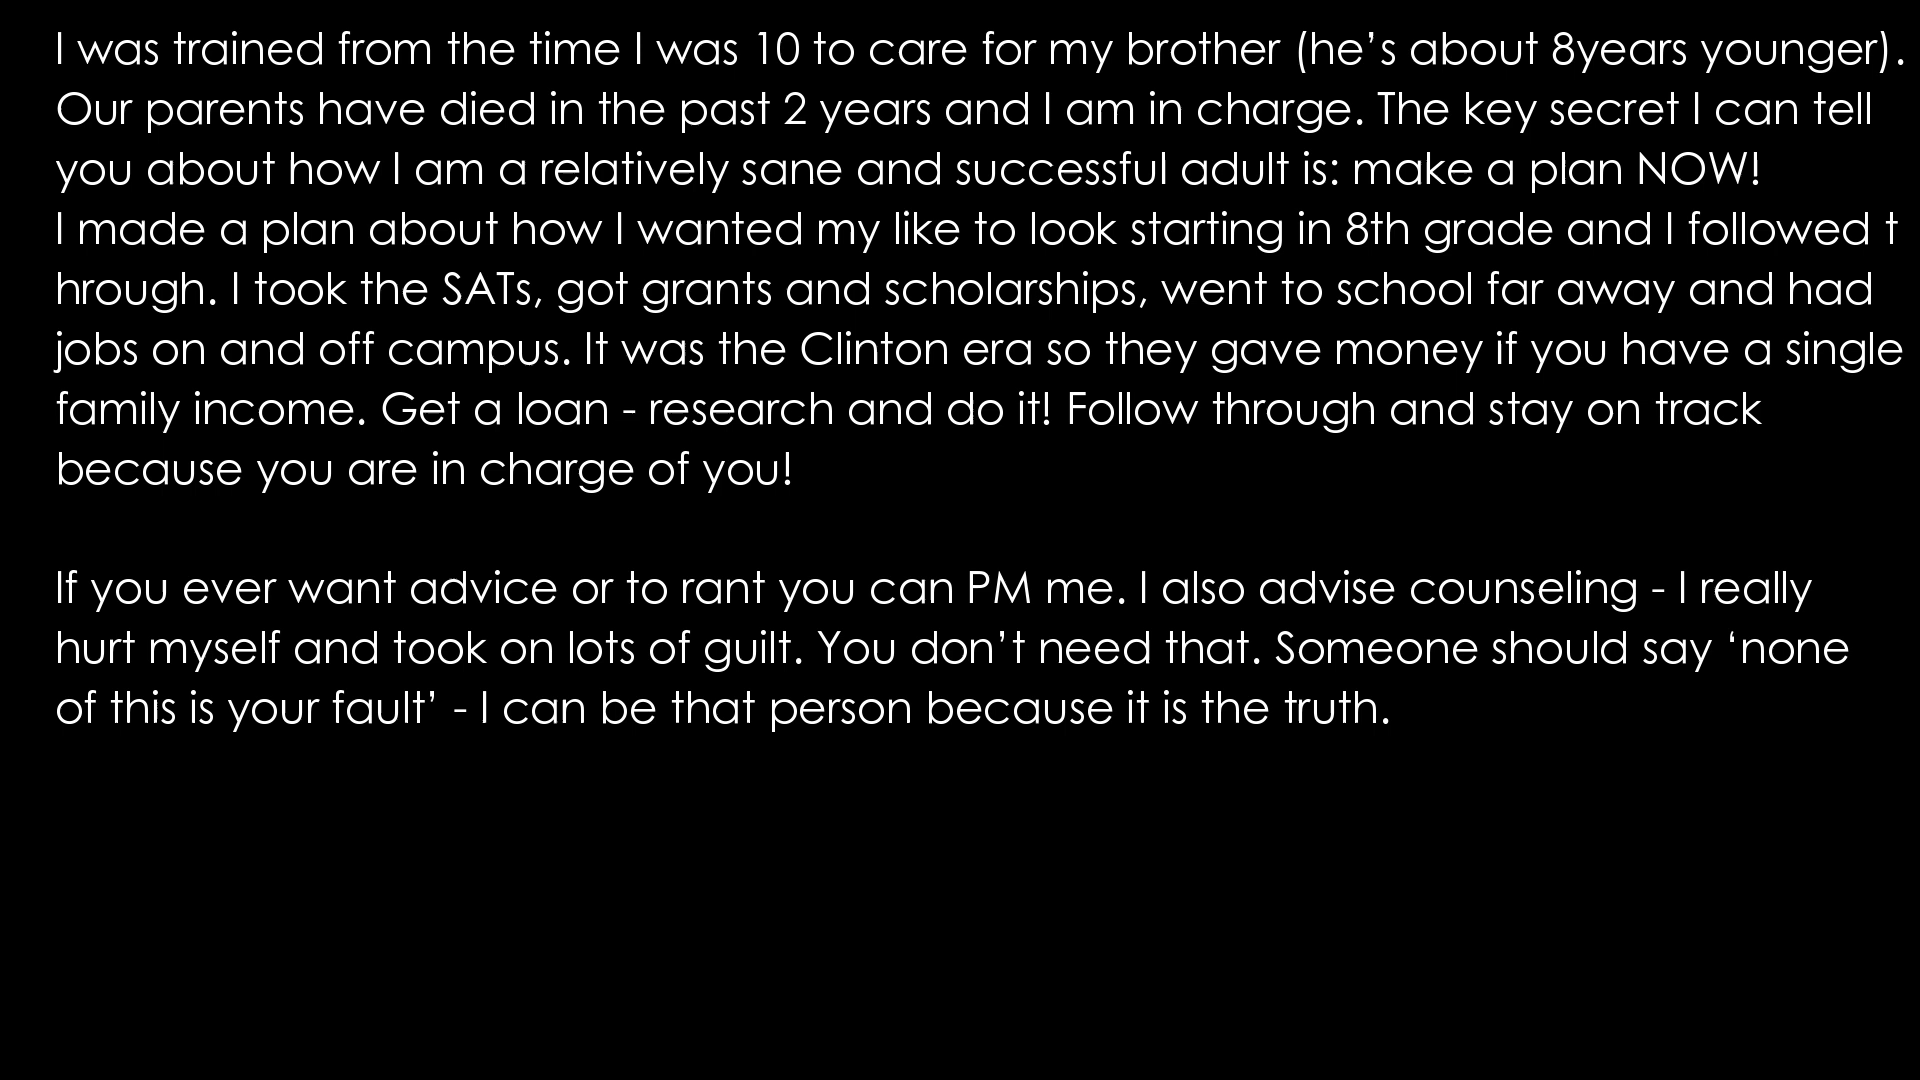 I was trained from the time I was 10 to care for my brother (he’s about 8years younger).
Our parents have died in the past 2 years and I am in charge. The key secret I can tell
you about how I am a relatively sane and successful adult is: make a plan NOW!
I made a plan about how I wanted my like to look starting in 8th grade and I followed t
hrough. I took the SATs, got grants and scholarships, went to school far away and had
jobs on and off campus. It was the Clinton era so they gave money if you have a single
family income. Get a loan - research and do it! Follow through and stay on track
because you are in charge of you!
If you ever want advice or to rant you can PM me. I also advise counseling - I really
hurt myself and took on lots of guilt. You don’t need that. Someone should say ‘none
of this is your fault’ - I can be that person because it is the truth.